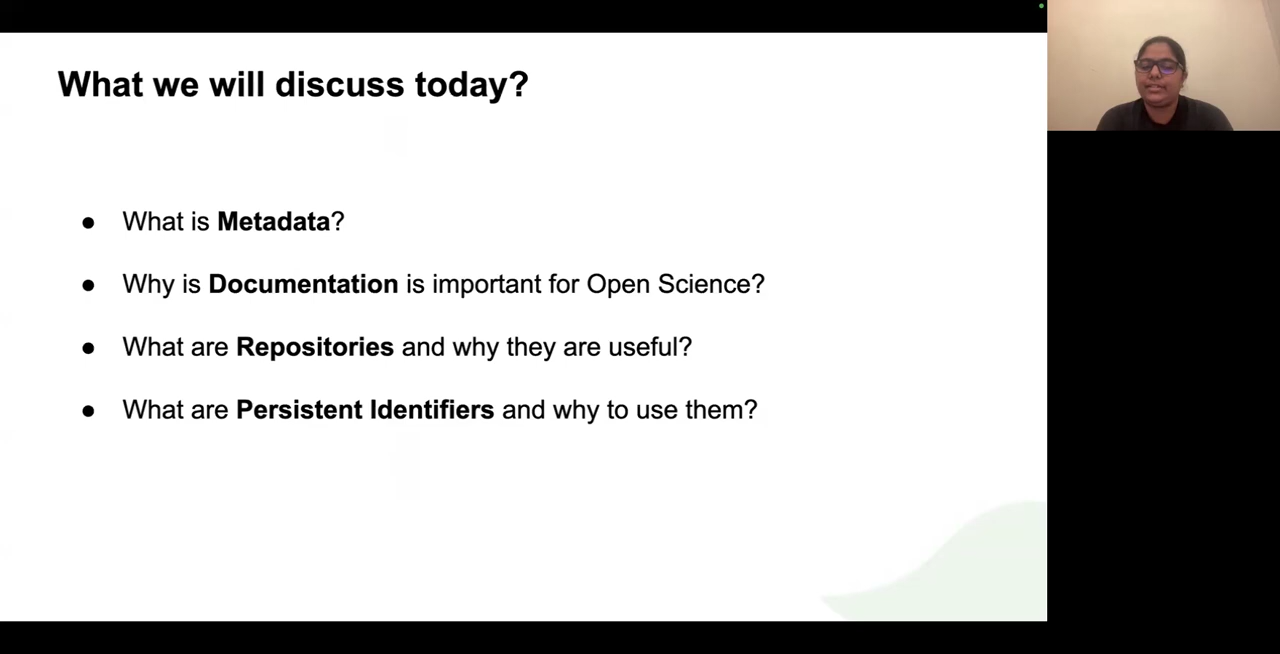 What we will discuss today?
● What is Metadata?
● Why is Documentation is important for Open Science?
● What are Repositories and why they are useful?
● What are Persistent Identifiers and why to use them?